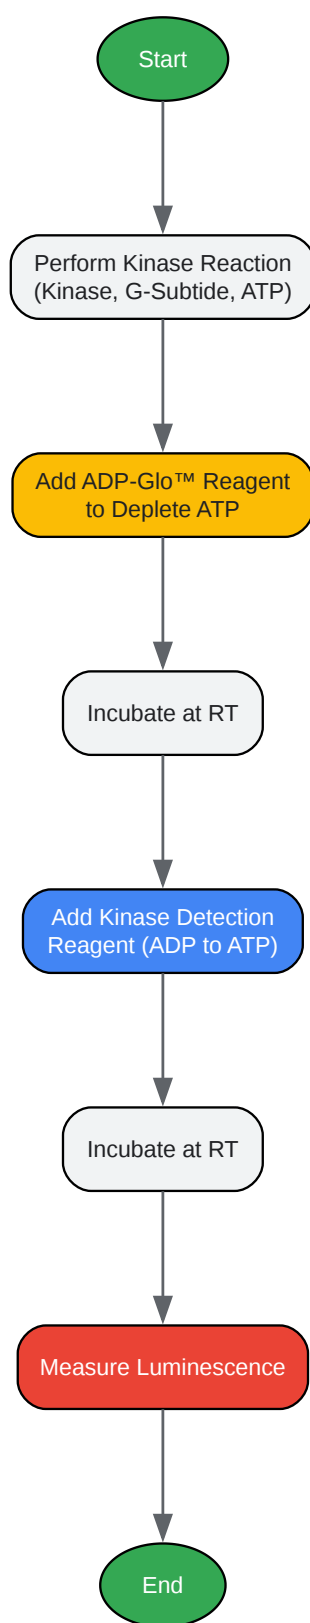 Start
Perform Kinase Reaction
(Kinase, G-Subtide, ATP)
Add ADP-Glo™ Reagent
to Deplete ATP
Incubate at RT
Add Kinase Detection
Reagent (ADP to ATP)
Incubate at RT
Measure Luminescence
End